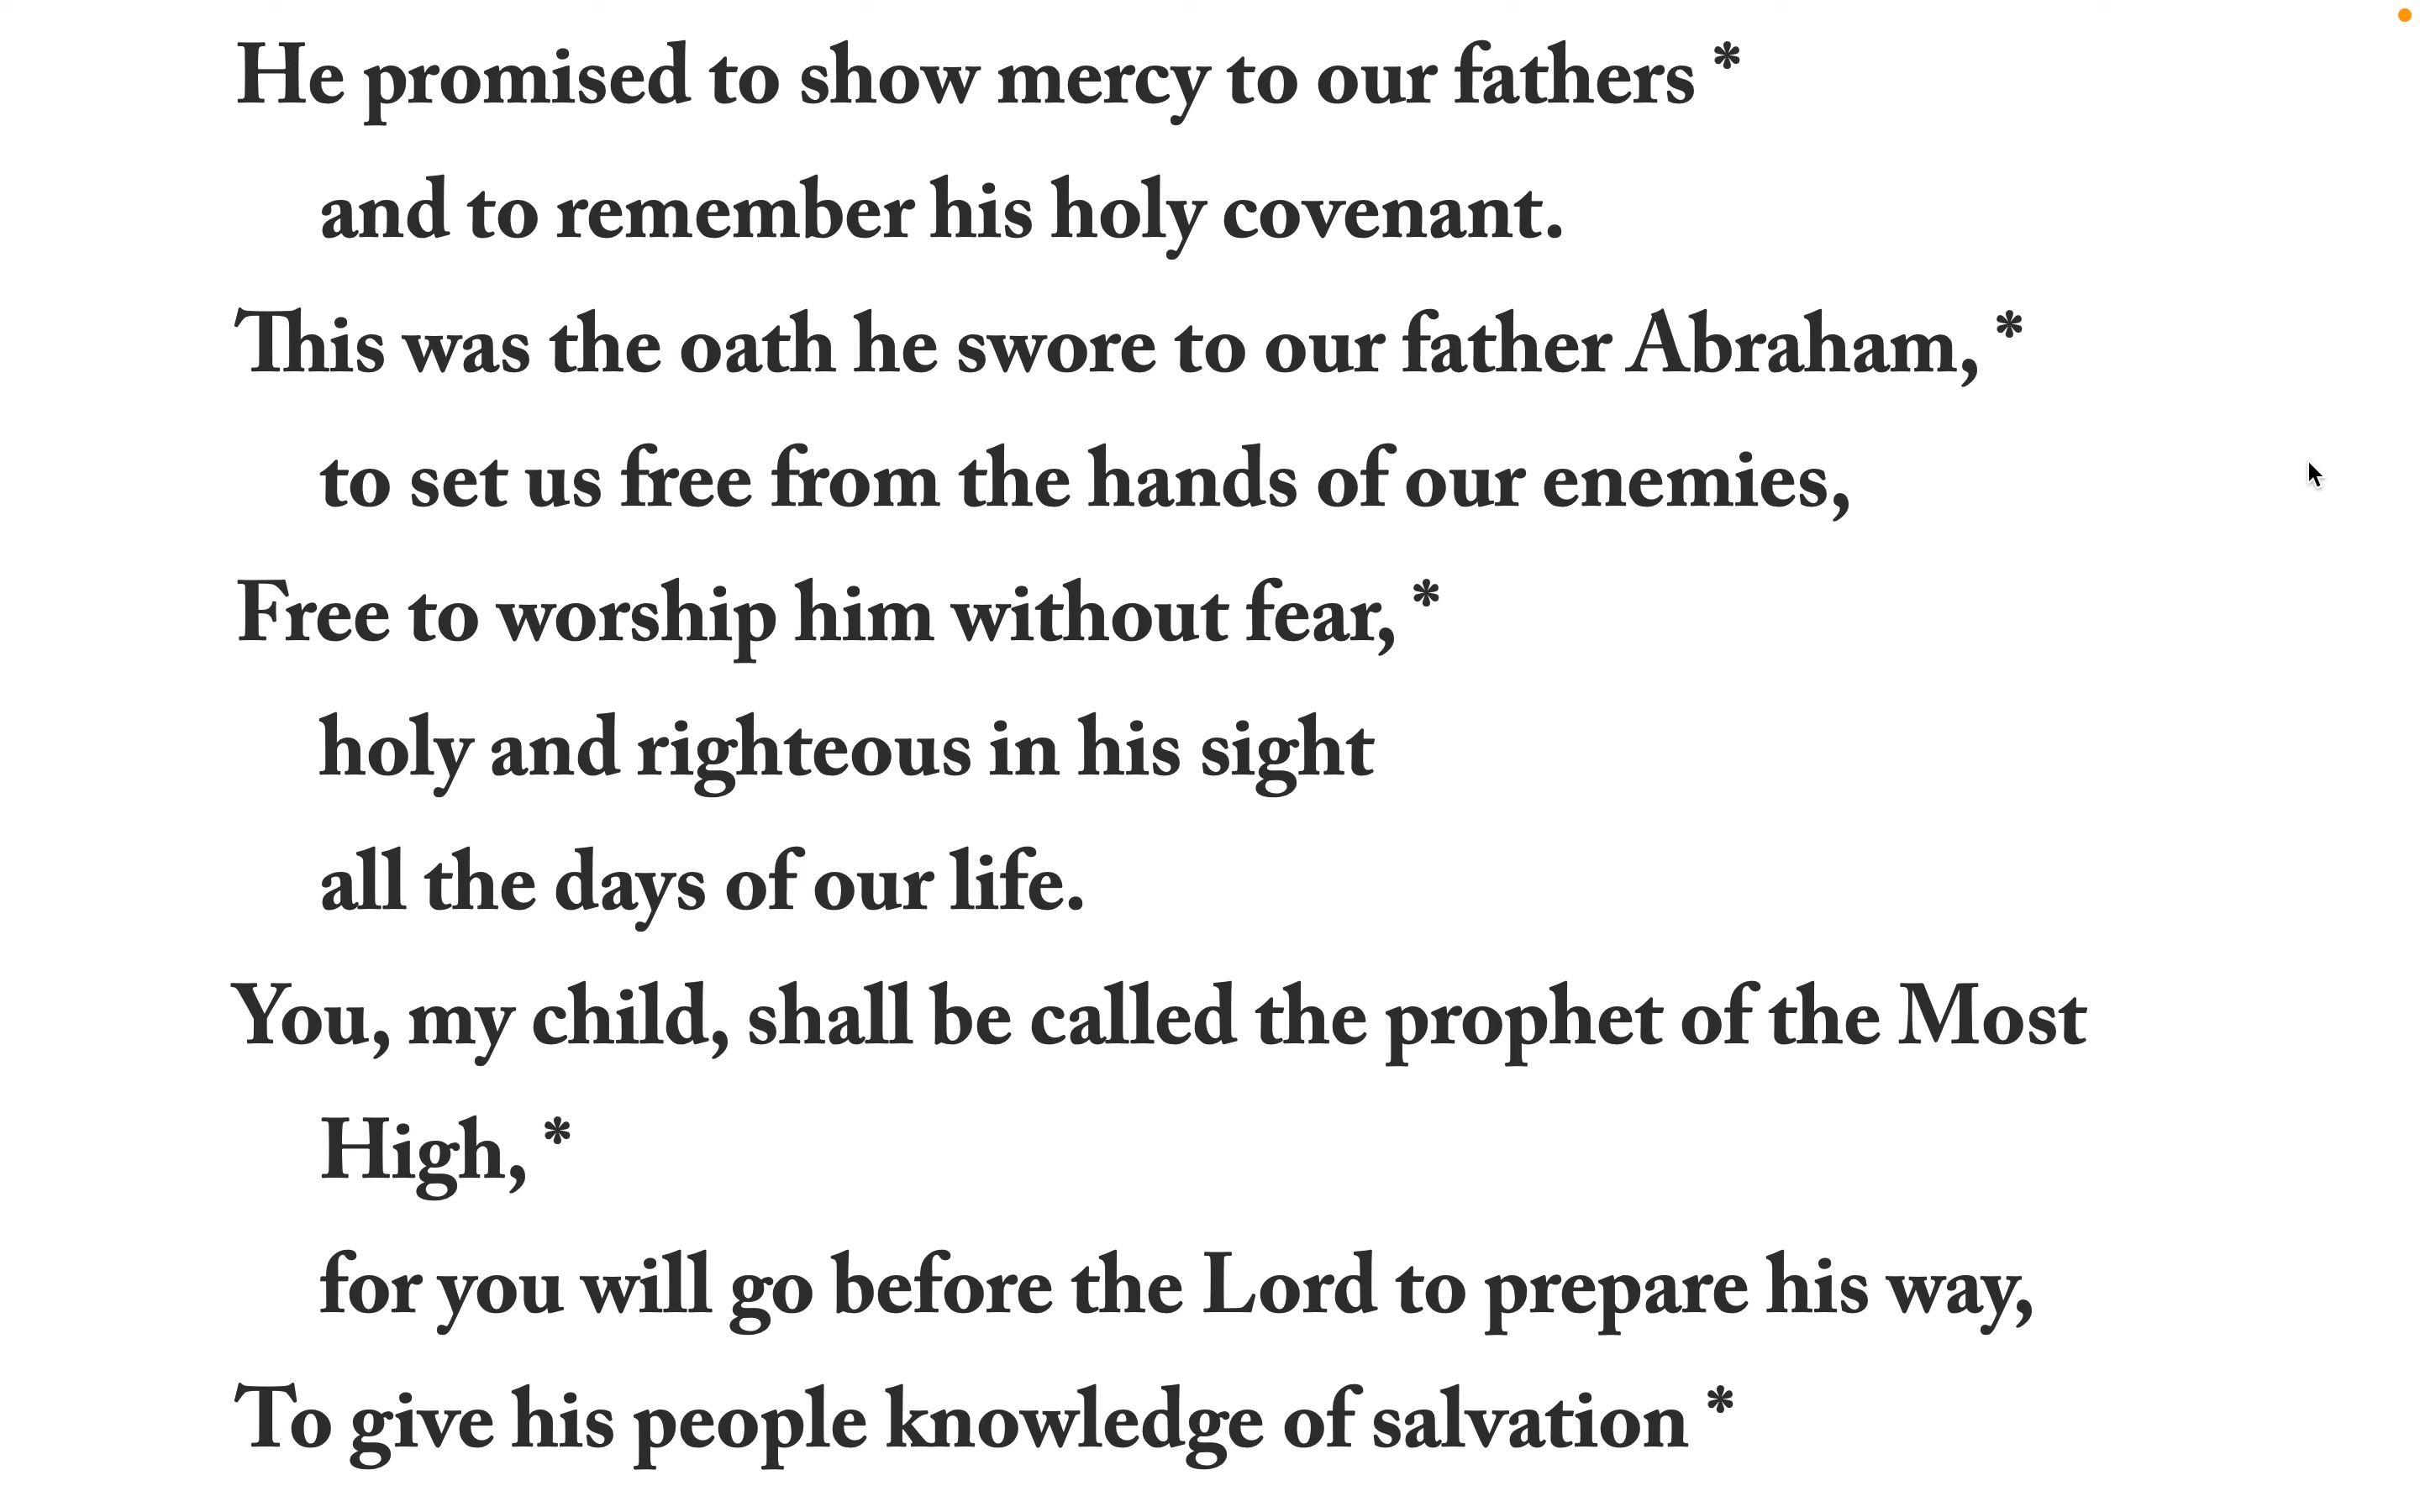 He promised to show mercy to our fathers *
and to remember his holy covenant.
This was the oath he swore to our father Abraham, *
to set us free from the hands of our enemies,
Free to worship him without fear, *
holy and righteous in his sight
all the days of our life.
You, my child, shall be called the prophet of the Most
High, *
for you will go before the Lord to prepare his way,
To give his people knowledge of salvation *